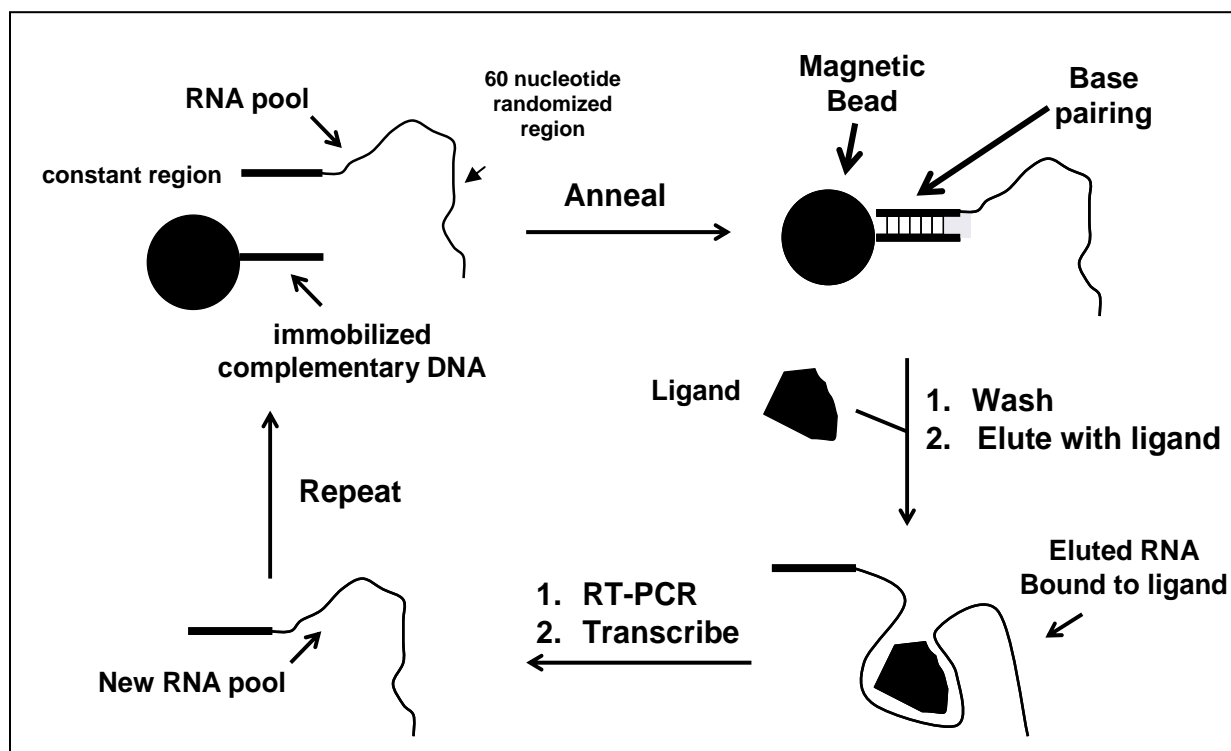 RNA pool
60 nucleotide
randomized
region
constant region
immobilized
complementary DNA
Anneal
Magnetic
Bead
Base
pairing
Ligand
1. Wash
2. Elute with ligand
Eluted RNA
Bound to ligand
1. RT-PCR
2. Transcribe
New RNA pool
Repeat